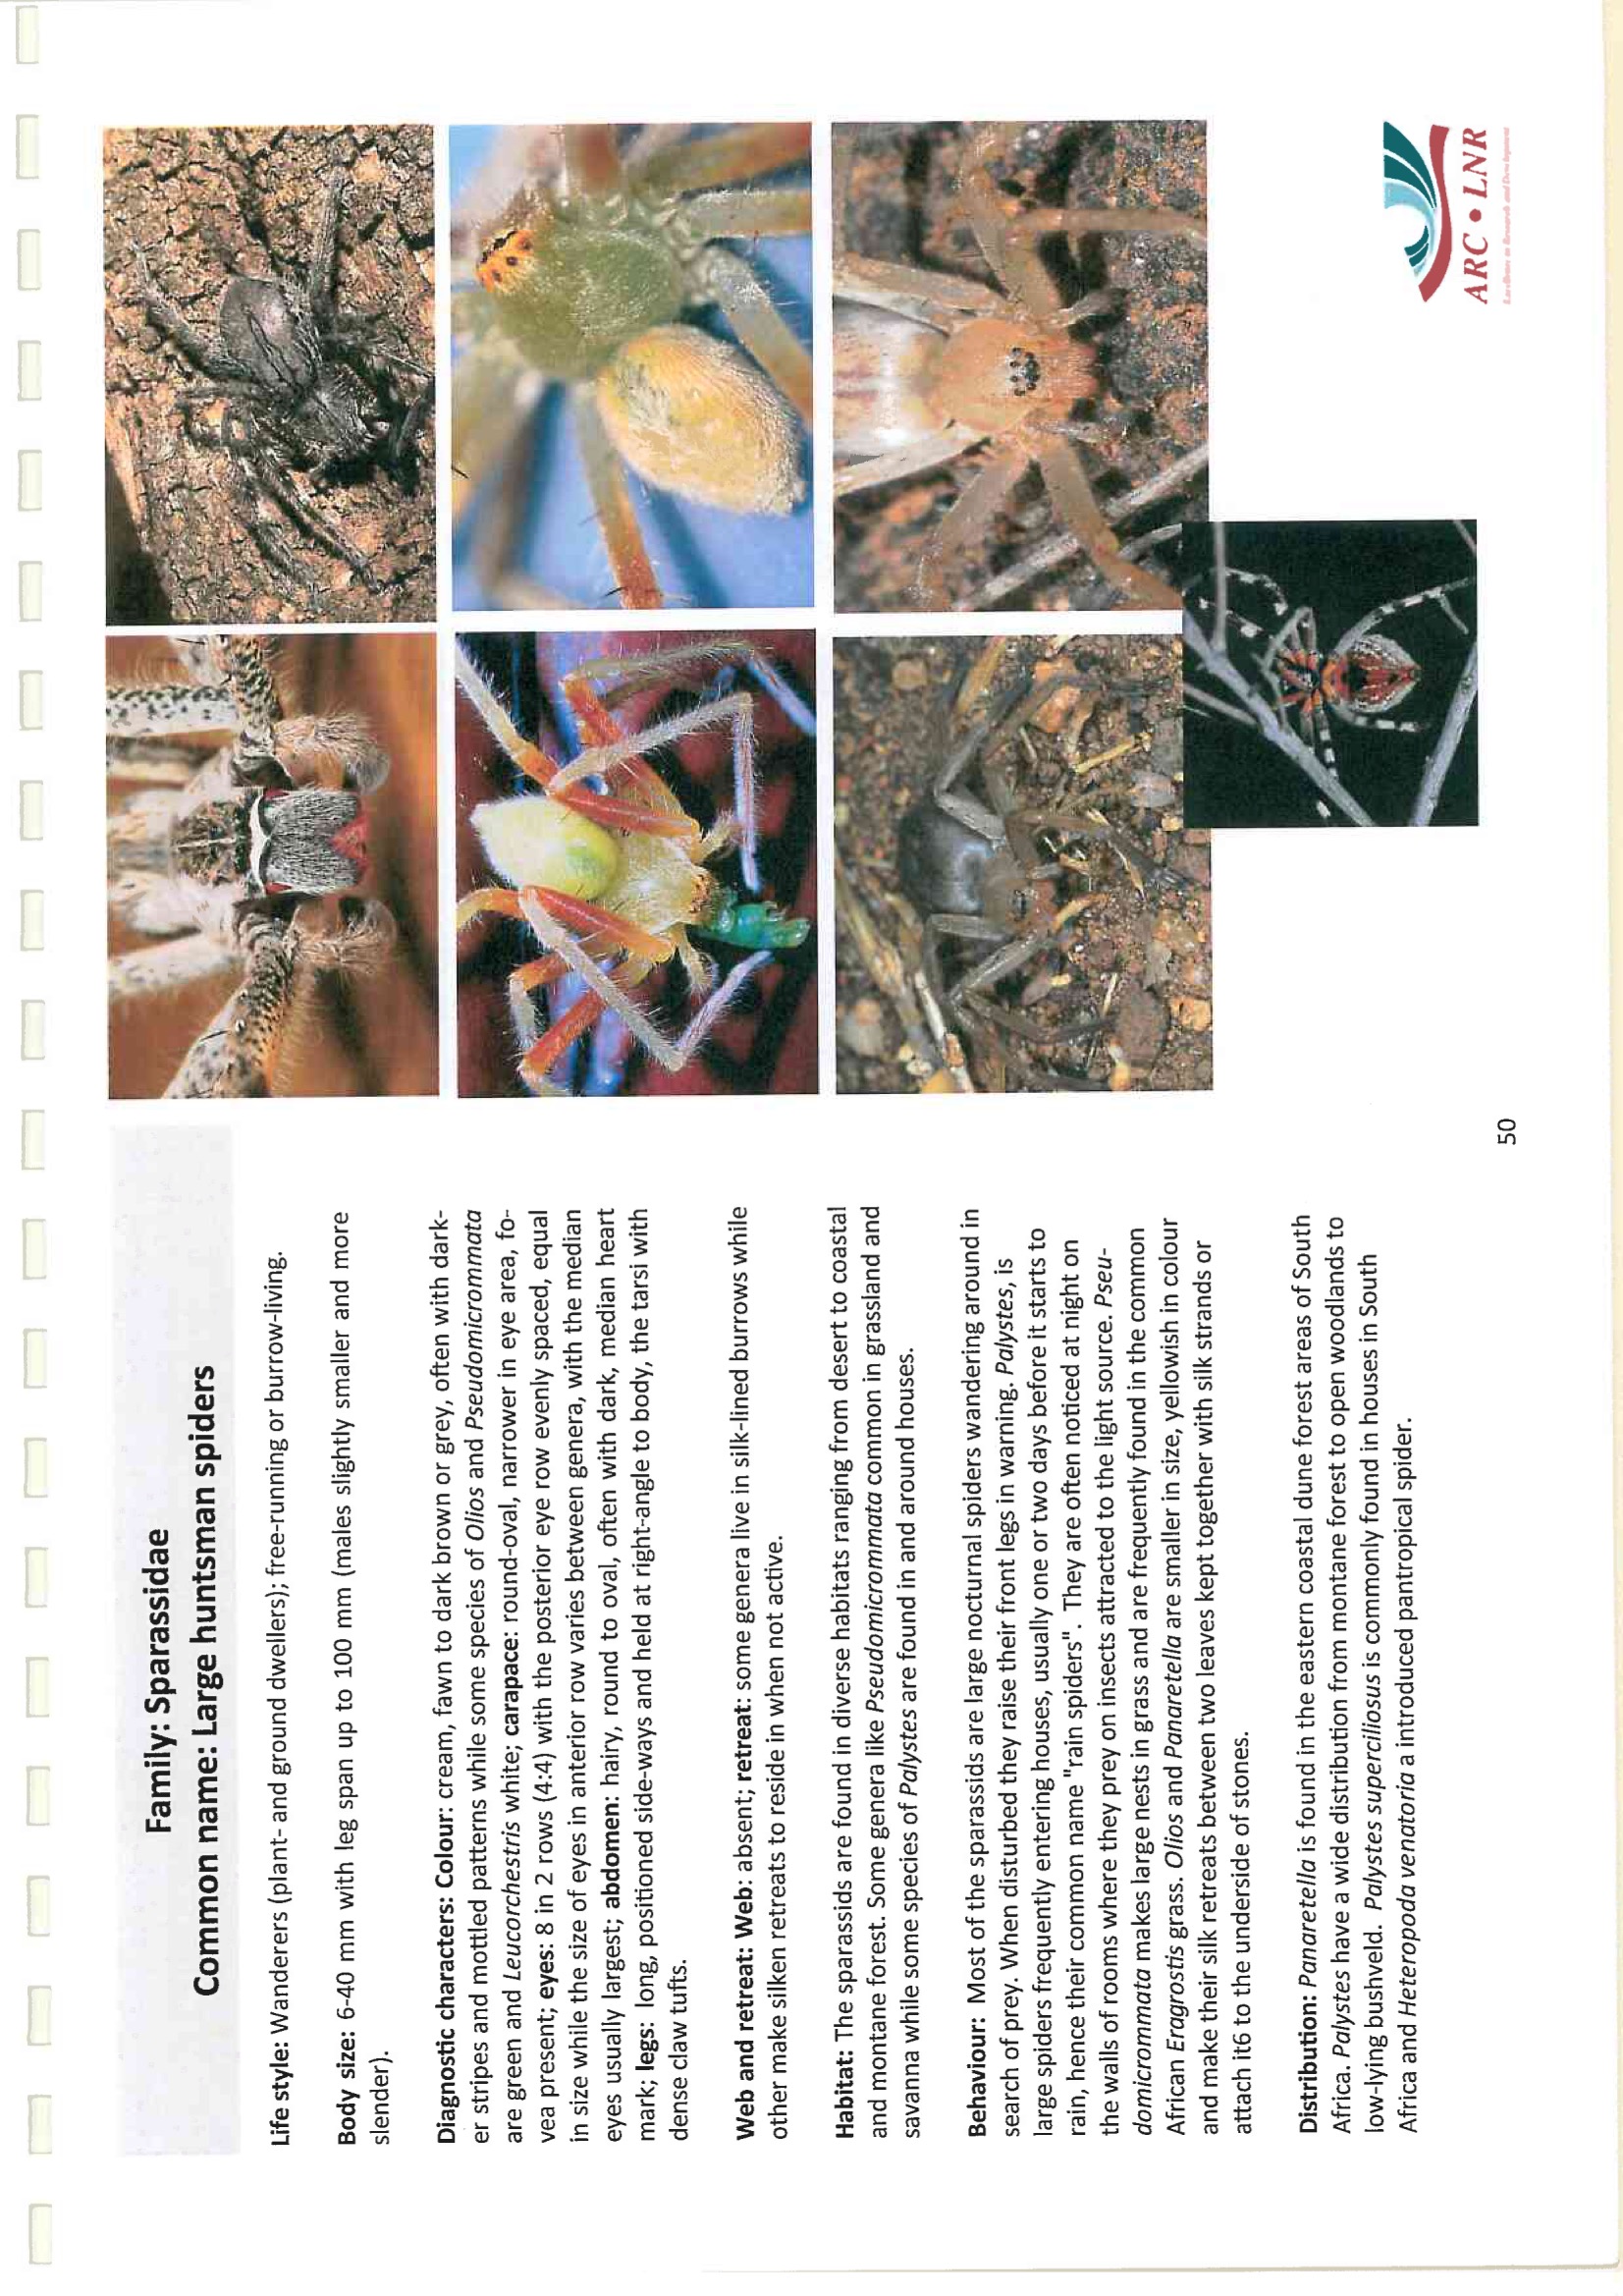 Family: Sparassidae
Common name: Large huntsman spiders
Life style: Wanderers (plant- and ground dwellers); free-running or burrow-living.
Body size: 6-40 mm with leg span up to 100 mm (males slightly smaller and more
slender).
Diagnostic characters: Colour: cream, fawn to dark brown or grey, often with dark-
er stripes and mottled patterns while some species of Olios and Pseudomicrommata
are green and Leucorchestris white; carapace: round-oval, narrower in eye area, fo-
vea present; eyes: 8 in 2 rows (4:4) with the posterior eye row evenly spaced, equal
in size while the size of eyes in anterior row varies between genera, with the median
eyes usually largest; abdomen: hairy, round to oval, often with dark, median heart
mark; legs: long, positioned side-ways and held at right-angle to body, the tarsi with
dense claw tufts.
Web and retreat: Web: absent; retreat: some genera live in silk-lined burrows while
other make silken retreats to reside in when not active.
Habitat: The sparassids are found in diverse habitats ranging from desert to coastal
and montane forest. Some genera like Pseudomicrommata common in grassland and
savanna while some species of Palystes are found in and around houses.
Behaviour: Most of the sparassids are large nocturnal spiders wandering around in
search of prey. When disturbed they raise their front legs in warning. Palystes, is
large spiders frequently entering houses, usually one or two days before it starts to
rain, hence their common name "rain spiders". They are often noticed at night on
the walls of rooms where they prey on insects attracted to the light source. Pseu-
domicrommata makes large nests in grass and are frequently found in the common
African Eragrostis grass. Olios and Panaretella are smaller in size, yellowish in colour
and make their silk retreats between two leaves kept together with silk strands or
attach it6 to the underside of stones.
Distribution: Panaretella is found in the eastern coastal dune forest areas of South
Africa. Palystes have a wide distribution from montane forest to open woodlands to
low-lying bushveld. Palystes superciliosus is commonly found in houses in South
Africa and Heteropoda venatoria a introduced pantropical spider.
50
ARC • LNR
Excellence in Research and Development